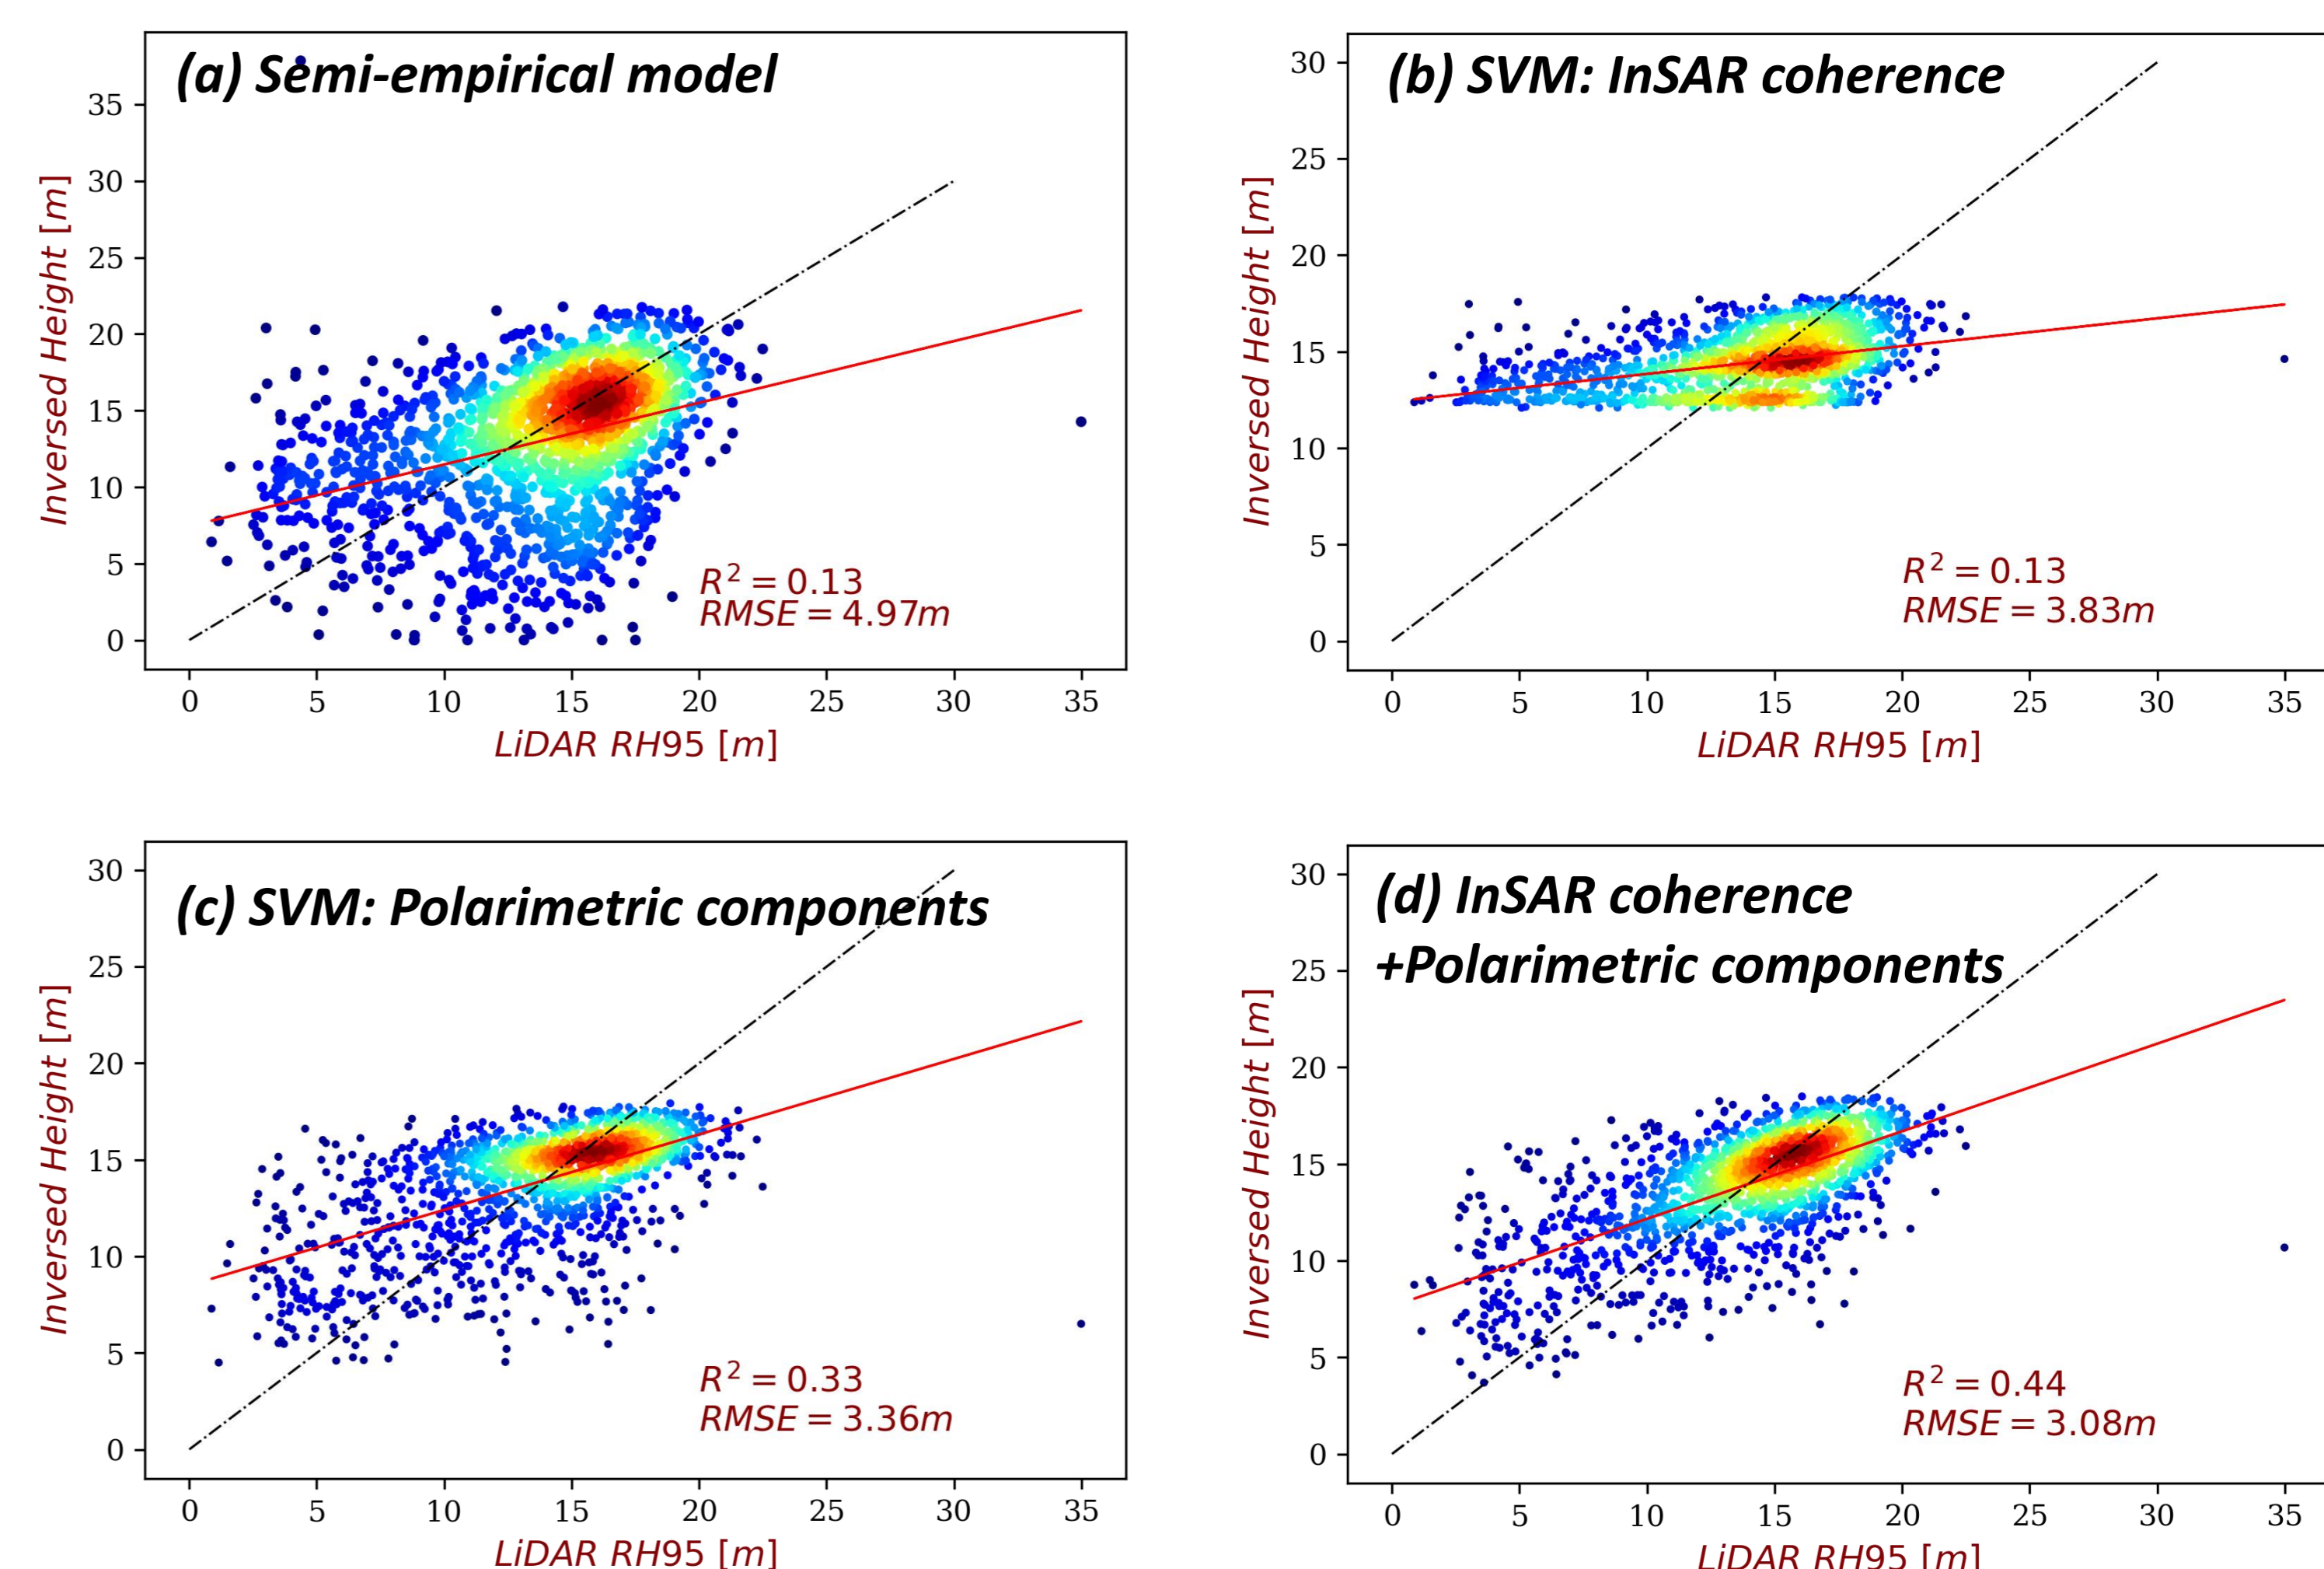 (a) Semi-empirical model
35
30
25
20
15
10
5
0
Inversed Height [m]
R² = 0.13
RMSE = 4.97m
0 5 10 15 20 25 30 35
LiDAR RH95 [m]
(b) SVM: InSAR coherence
30
25
20
15
10
5
0
Inversed Height [m]
R² = 0.13
RMSE = 3.83m
0 5 10 15 20 25 30 35
LiDAR RH95 [m]
(c) SVM: Polarimetric components
30
25
20
15
10
5
0
Inversed Height [m]
R² = 0.33
RMSE = 3.36m
0 5 10 15 20 25 30 35
LiDAR RH95 [m]
(d) InSAR coherence
+Polarimetric components
30
25
20
15
10
5
0
Inversed Height [m]
R² = 0.44
RMSE = 3.08m
0 5 10 15 20 25 30 35
LiDAR RH95 [m]